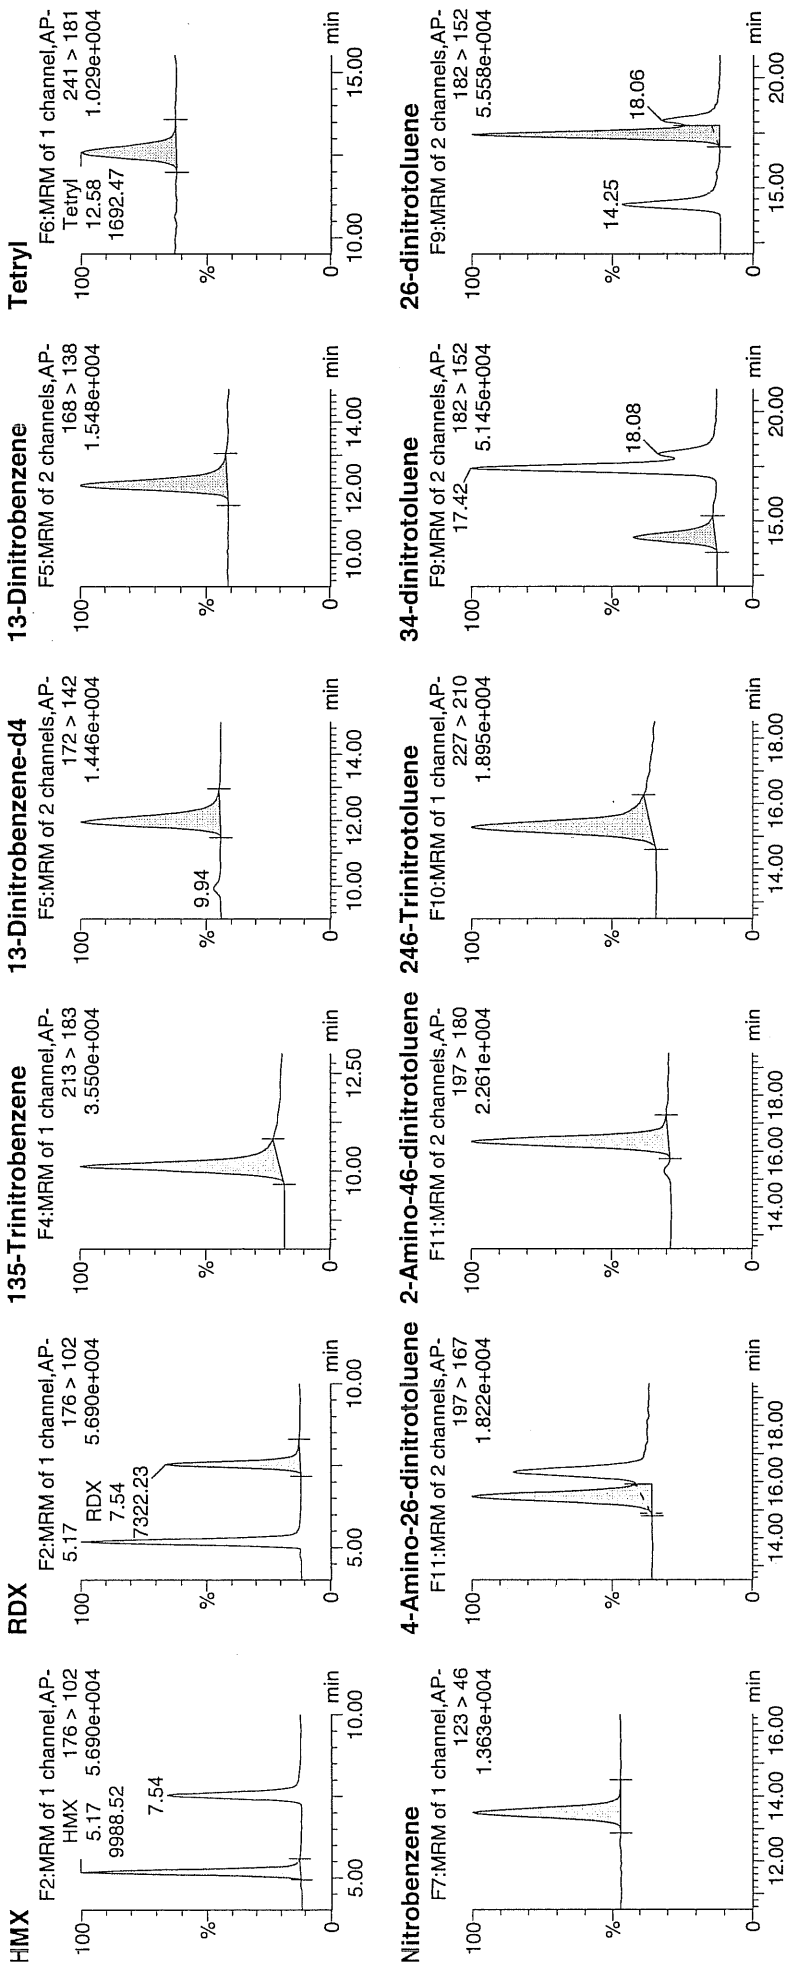 HMX
F2:MRM of 1 channel,AP-
HMX 176 > 102
5.17 5.690e+004
9988.52
7.54
100
%
0
5.00 10.00
min
RDX
F2:MRM of 1 channel,AP-
5.17 176 > 102
RDX 5.690e+004
7.54
7322.23
100
%
0
5.00 10.00
min
135-Trinitrobenzene
F4:MRM of 1 channel,AP-
213 > 183
3.550e+004
100
%
0
10.00 12.50
min
13-Dinitrobenzene-d4
F5:MRM of 2 channels,AP-
172 > 142
1.446e+004
9.94
100
%
0
10.00 12.00 14.00
min
13-Dinitrobenzene
F5:MRM of 2 channels,AP-
168 > 138
1.548e+004
100
%
0
10.00 12.00 14.00
min
Tetryl
F6:MRM of 1 channel,AP-
Tetryl 241 > 181
12.58 1.029e+004
1692.47
100
%
0
10.00 15.00
min
Nitrobenzene
F7:MRM of 1 channel,AP-
123 > 46
1.363e+004
100
%
0
12.00 14.00 16.00
min
4-Amino-26-dinitrotoluene
F11:MRM of 2 channels,AP-
197 > 167
1.822e+004
100
%
0
14.00 16.00 18.00
min
2-Amino-46-dinitrotoluene
F11:MRM of 2 channels,AP-
197 > 180
2.261e+004
100
%
0
14.00 16.00 18.00
min
246-Trinitrotoluene
F10:MRM of 1 channel,AP-
227 > 210
1.895e+004
100
%
0
14.00 16.00 18.00
min
34-dinitrotoluene
F9:MRM of 2 channels,AP-
17.42 182 > 152
5.145e+004
18.08
100
%
0
15.00 20.00
min
26-dinitrotoluene
F9:MRM of 2 channels,AP-
182 > 152
5.558e+004
14.25
18.06
100
%
0
15.00 20.00
min